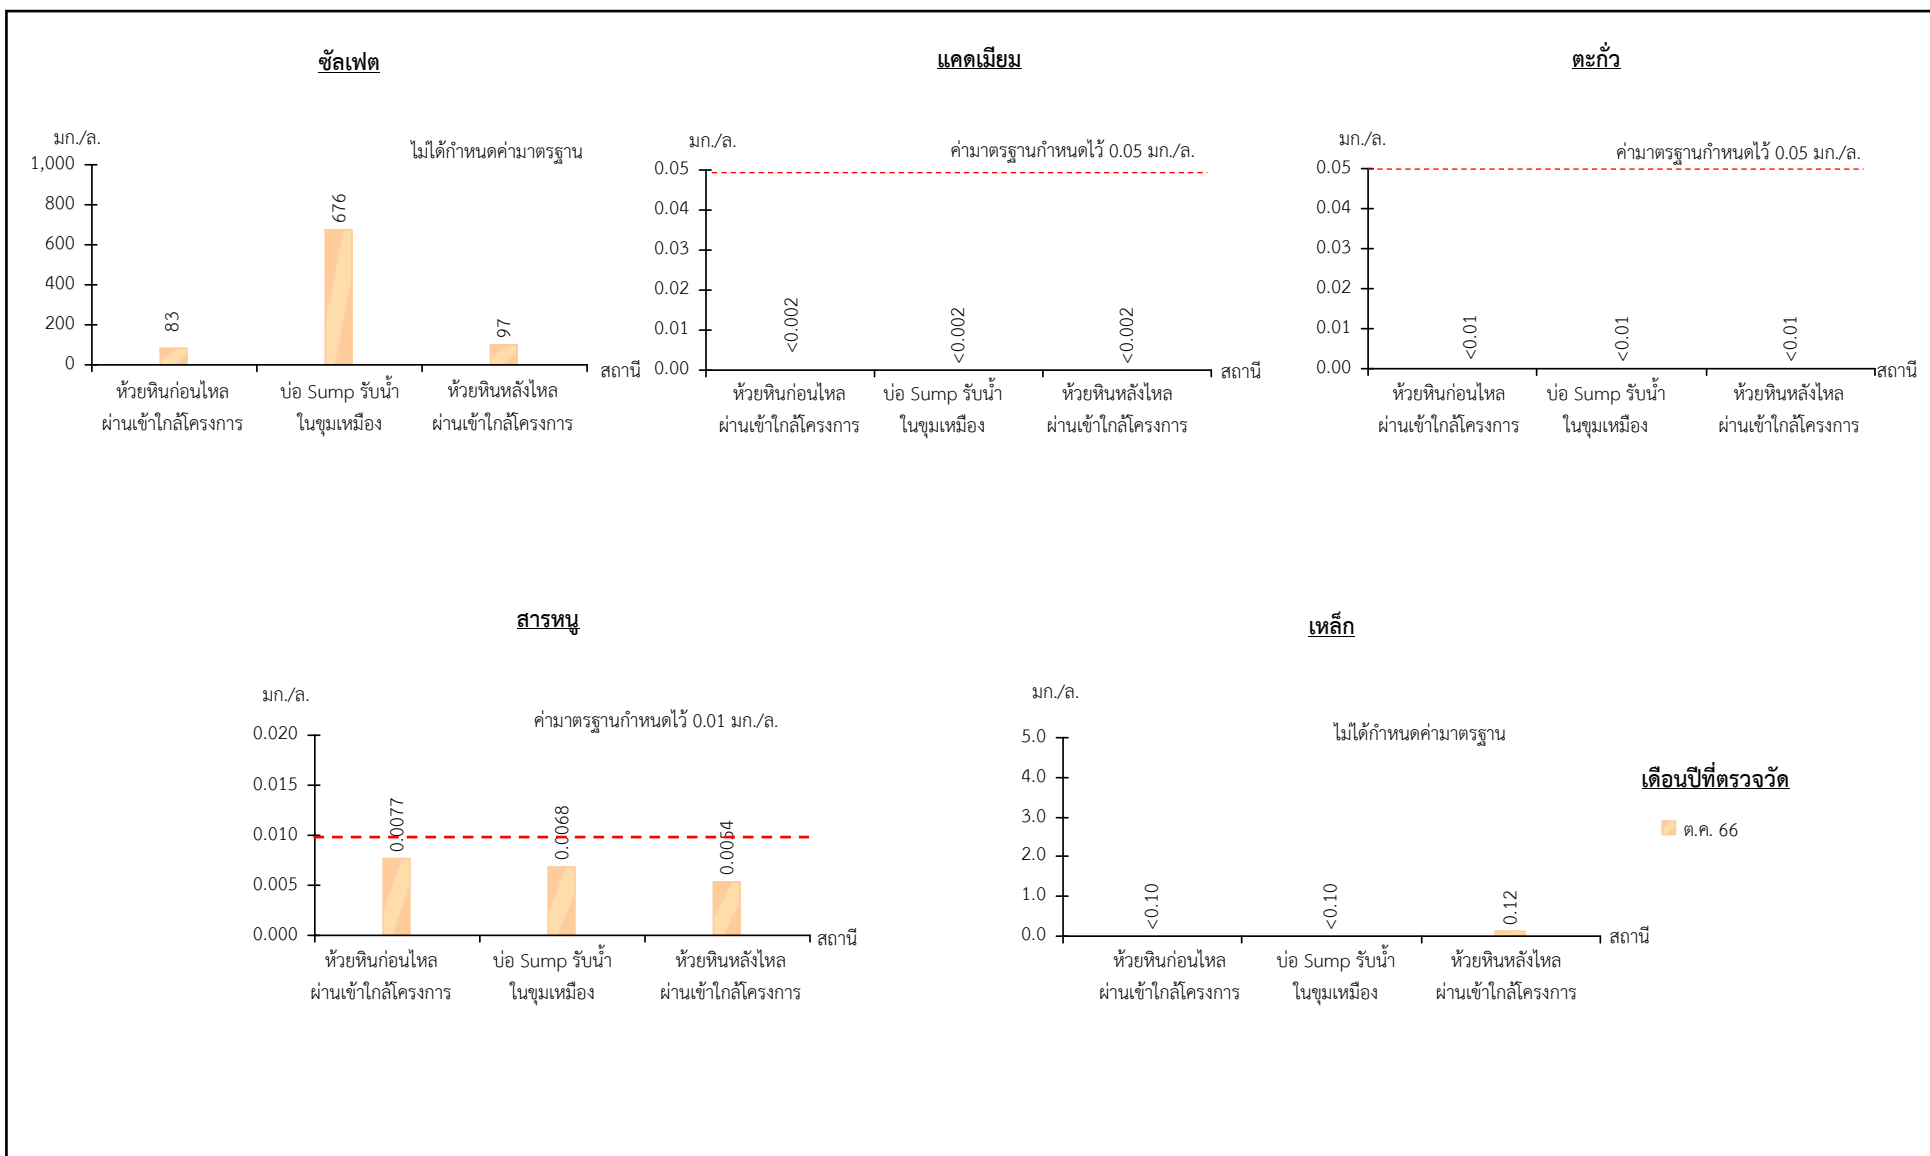 ซัลเฟต
มก./ล.
ไม่ได้กำหนดค่ามาตรฐาน
1,000
800
600
400
200
0
83
676
97
สถานี
ห้วยหินก่อนไหล
ผ่านเข้าใกล้โครงการ
บ่อ Sump รับน้ำ
ในขุมเหมือง
ห้วยหินหลังไหล
ผ่านเข้าใกล้โครงการ
แคดเมียม
มก./ล.
ค่ามาตรฐานกำหนดไว้ 0.05 มก./ล.
0.05
0.04
0.03
0.02
0.01
0.00
<0.002
<0.002
<0.002
สถานี
ห้วยหินก่อนไหล
ผ่านเข้าใกล้โครงการ
บ่อ Sump รับน้ำ
ในขุมเหมือง
ห้วยหินหลังไหล
ผ่านเข้าใกล้โครงการ
ตะกั่ว
มก./ล.
ค่ามาตรฐานกำหนดไว้ 0.05 มก./ล.
0.05
0.04
0.03
0.02
0.01
0.00
<0.01
<0.01
<0.01
สถานี
ห้วยหินก่อนไหล
ผ่านเข้าใกล้โครงการ
บ่อ Sump รับน้ำ
ในขุมเหมือง
ห้วยหินหลังไหล
ผ่านเข้าใกล้โครงการ
สารหนู
มก./ล.
ค่ามาตรฐานกำหนดไว้ 0.01 มก./ล.
0.020
0.015
0.010
0.005
0.000
0.0077
0.0068
0.0054
สถานี
ห้วยหินก่อนไหล
ผ่านเข้าใกล้โครงการ
บ่อ Sump รับน้ำ
ในขุมเหมือง
ห้วยหินหลังไหล
ผ่านเข้าใกล้โครงการ
เหล็ก
มก./ล.
ไม่ได้กำหนดค่ามาตรฐาน
5.0
4.0
3.0
2.0
1.0
0.0
<0.10
<0.10
0.12
สถานี
ห้วยหินก่อนไหล
ผ่านเข้าใกล้โครงการ
บ่อ Sump รับน้ำ
ในขุมเหมือง
ห้วยหินหลังไหล
ผ่านเข้าใกล้โครงการ
เดือนปีที่ตรวจวัด
ต.ค. 66